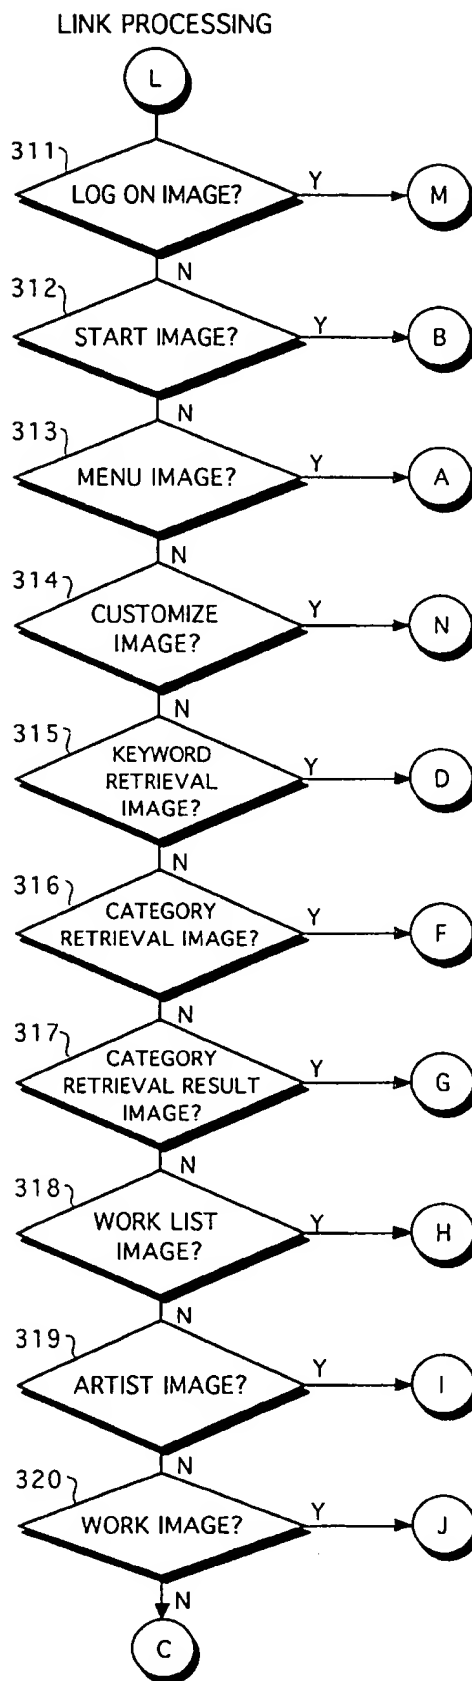 LINK PROCESSING
L
311
LOG ON IMAGE?
Y
M
N
312
START IMAGE?
Y
B
N
313
MENU IMAGE?
Y
A
N
314
CUSTOMIZE
IMAGE?
Y
N
N
315
KEYWORD
RETRIEVAL
IMAGE?
Y
D
N
316
CATEGORY
RETRIEVAL IMAGE?
Y
F
N
317
CATEGORY
RETRIEVAL RESULT
IMAGE?
Y
G
N
318
WORK LIST
IMAGE?
Y
H
N
319
ARTIST IMAGE?
Y
I
N
320
WORK IMAGE?
Y
J
N
C